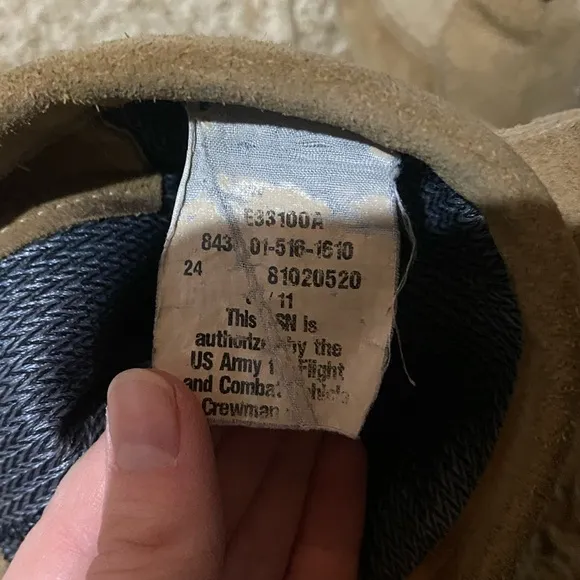 E33100A
843 01-516-1610
24 81020520
/11
This SN is
authoriz by the
US Army Flight
and Combat
Crewman